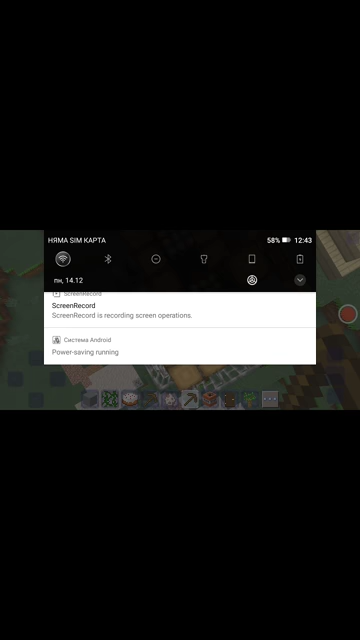 НЯМА SIM КАРТА 58% 12:43
пн, 14.12
ScreenRecord
ScreenRecord
ScreenRecord is recording screen operations.
Система Android
Power-saving running